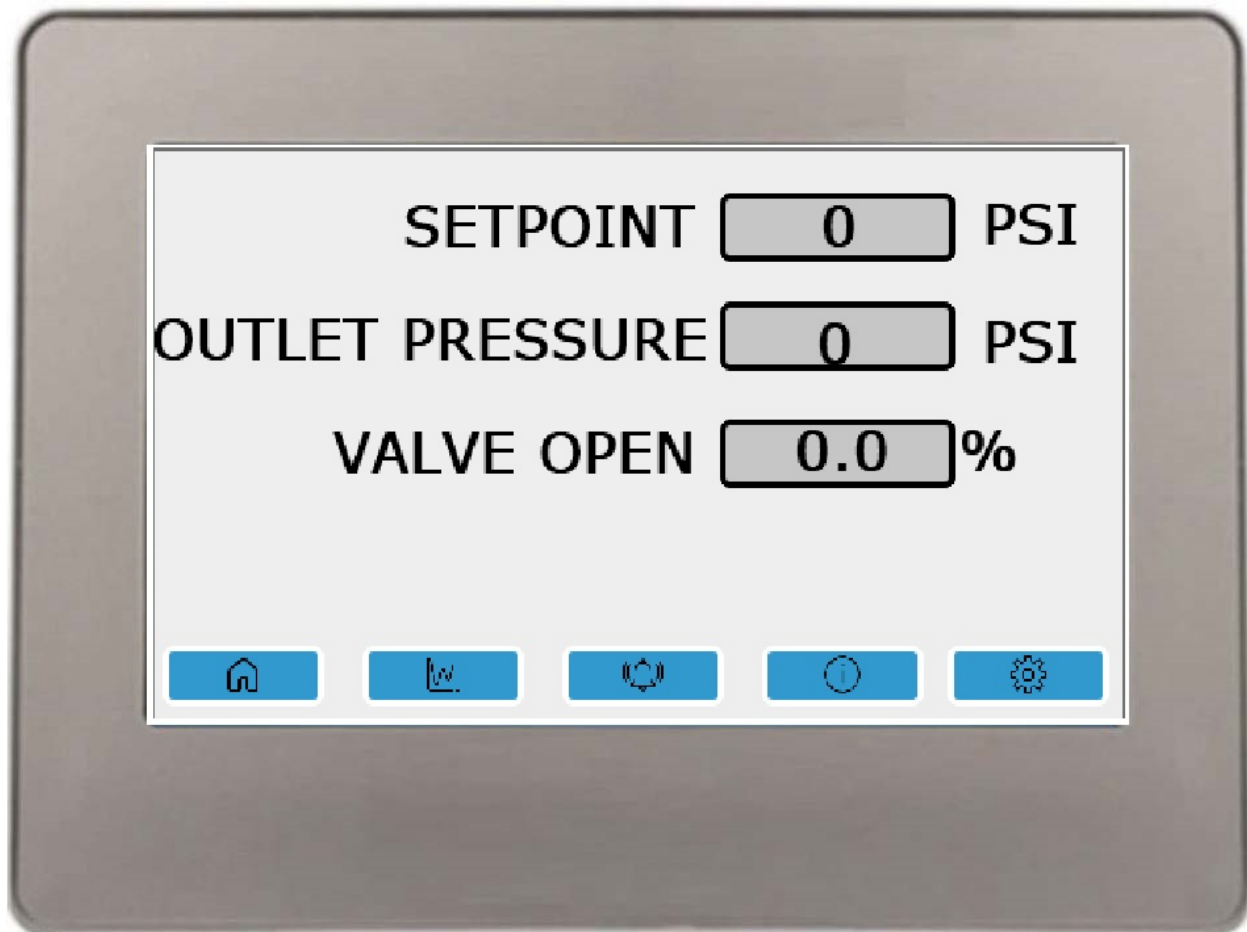 SETPOINT 0 PSI
OUTLET PRESSURE 0 PSI
VALVE OPEN 0.0 %